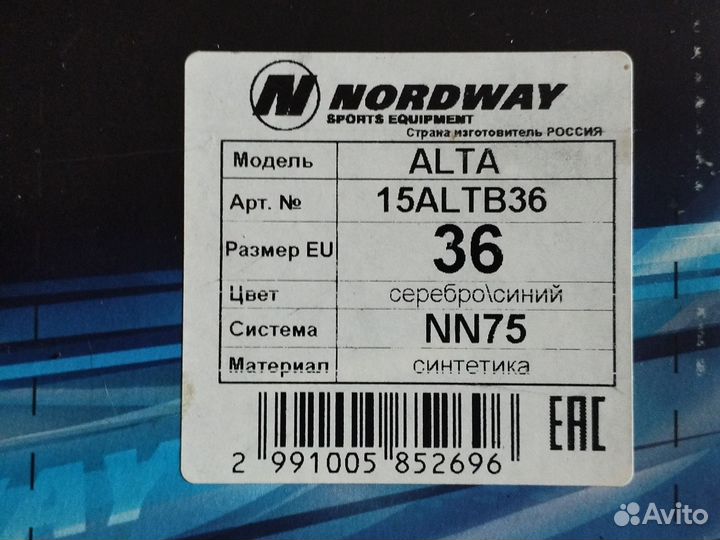 N NORDWAY
SPORTS EQUIPMENT
Страна изготовитель РОССИЯ
Модель ALTA
Арт. № 15ALTB36
Размер EU 36
Цвет серебро\синий
Система NN75
Материал синтетика
2 991005 852696
EAC
WAY
Avito